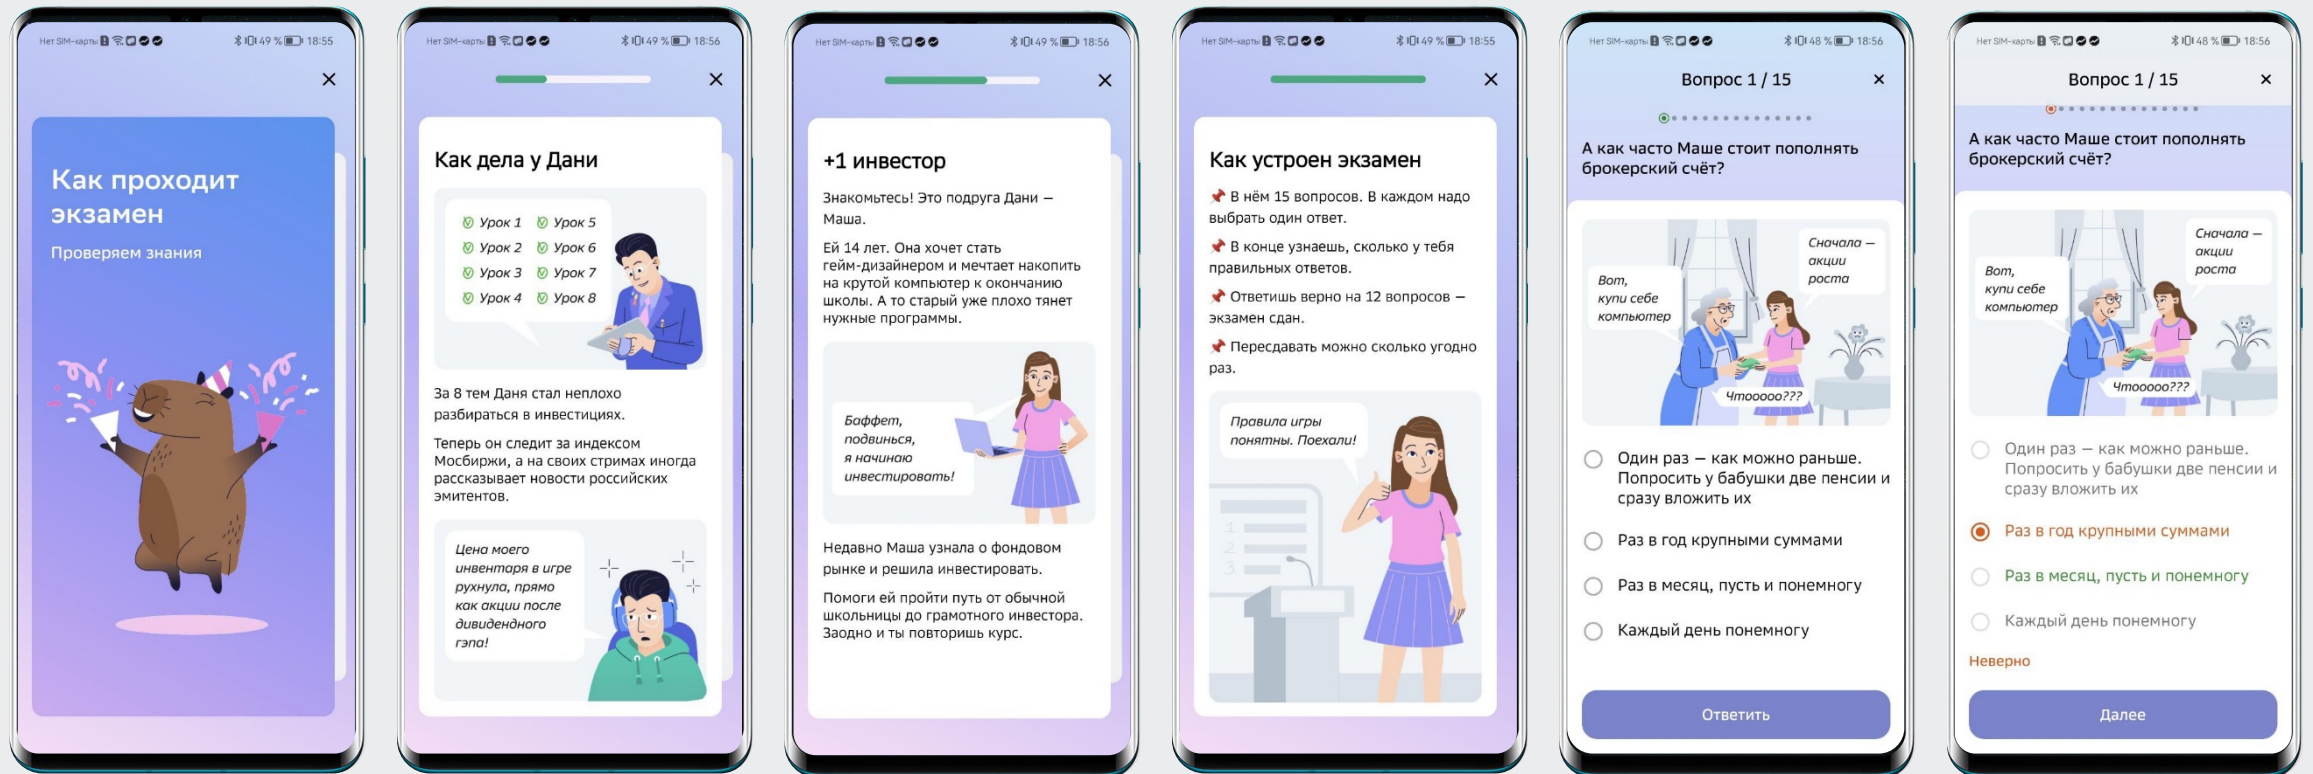 Нет SIM-карты
49 %
18:55
Как проходит
экзамен
Проверяем знания
Нет SIM-карты
49 %
18:56
Как дела у Дани
Урок 1
Урок 5
Урок 2
Урок 6
Урок 3
Урок 7
Урок 4
Урок 8
За 8 тем Даня стал неплохо
разбираться в инвестициях.
Теперь он следит за индексом
Мосбиржи, а на своих стримах иногда
рассказывает новости российских
эмитентов.
Цена моего
инвентаря в игре
рухнула, прямо
как акции после
дивидендного
гэпа!
Нет SIM-карты
49 %
18:56
+1 инвестор
Знакомьтесь! Это подруга Дани —
Маша.
Ей 14 лет. Она хочет стать
гейм-дизайнером и мечтает накопить
на крутой компьютер к окончанию
школы. А то старый уже плохо тянет
нужные программы.
Баффет,
подвинься,
я начинаю
инвестировать!
Недавно Маша узнала о фондовом
рынке и решила инвестировать.
Помоги ей пройти путь от обычной
школьницы до грамотного инвестора.
Заодно и ты повторишь курс.
Нет SIM-карты
49 %
18:55
Как устроен экзамен
В нём 15 вопросов. В каждом надо
выбрать один ответ.
В конце узнаешь, сколько у тебя
правильных ответов.
Ответишь верно на 12 вопросов —
экзамен сдан.
Пересдавать можно сколько угодно
раз.
Правила игры
понятны. Поехали!
1
2
3
Нет SIM-карты
48 %
18:56
Вопрос 1 / 15
А как часто Маше стоит пополнять
брокерский счёт?
Вот,
купи себе
компьютер
Сначала —
акции
роста
Чтооооо???
Один раз — как можно раньше.
Попросить у бабушки две пенсии и
сразу вложить их
Раз в год крупными суммами
Раз в месяц, пусть и понемногу
Каждый день понемногу
Ответить
Нет SIM-карты
48 %
18:56
Вопрос 1 / 15
А как часто Маше стоит пополнять
брокерский счёт?
Вот,
купи себе
компьютер
Сначала —
акции
роста
Чтооооо???
Один раз — как можно раньше.
Попросить у бабушки две пенсии и
сразу вложить их
Раз в год крупными суммами
Раз в месяц, пусть и понемногу
Каждый день понемногу
Неверно
Далее